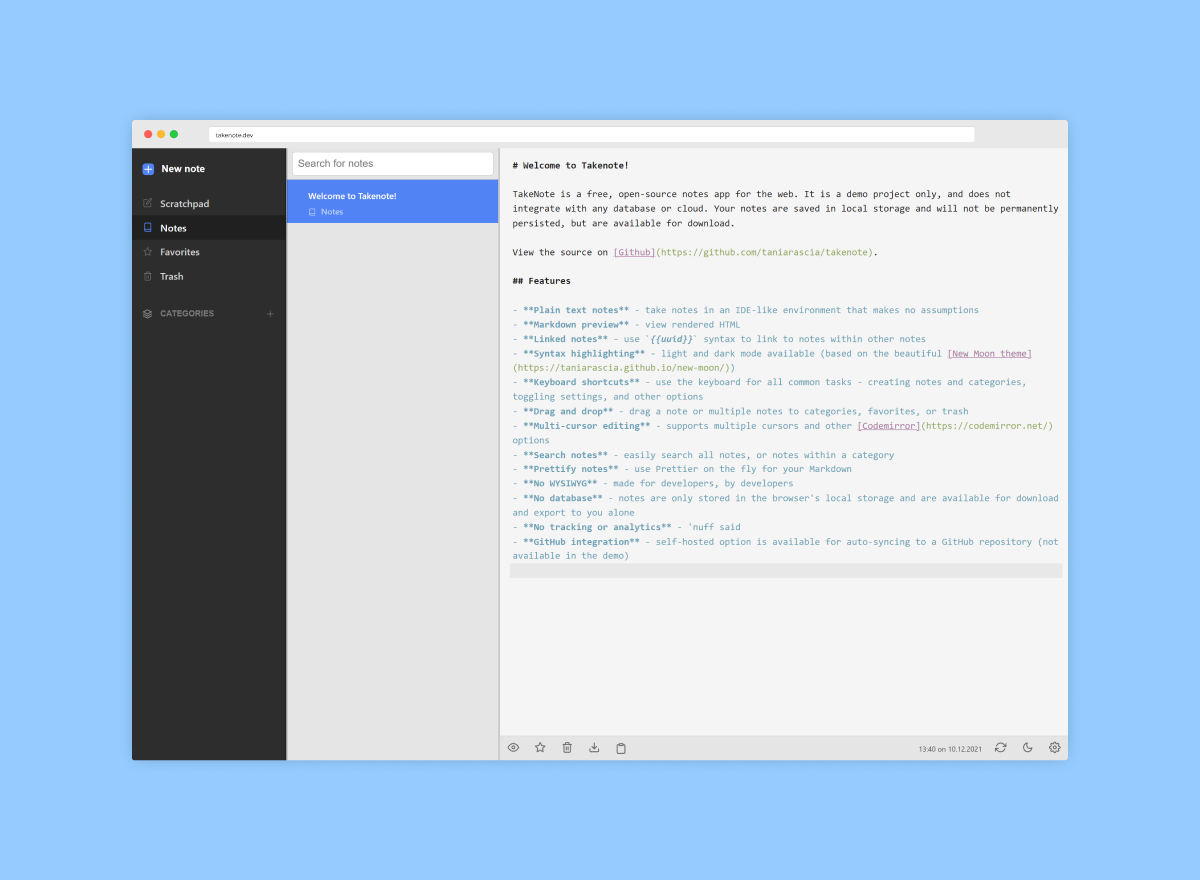 takenote.dev
New note
Scratchpad
Notes
Favorites
Trash
CATEGORIES
Search for notes
Welcome to Takenote!
Notes
# Welcome to Takenote!
TakeNote is a free, open-source notes app for the web. It is a demo project only, and does not
integrate with any database or cloud. Your notes are saved in local storage and will not be permanently
persisted, but are available for download.
View the source on [Github](https://github.com/taniarascia/takenote).
## Features
- **Plain text notes** - take notes in an IDE-like environment that makes no assumptions
- **Markdown preview** - view rendered HTML
- **Linked notes** - use `{{uuid}}` syntax to link to notes within other notes
- **Syntax highlighting** - light and dark mode available (based on the beautiful [New Moon theme]
(https://taniarascia.github.io/new-moon/))
- **Keyboard shortcuts** - use the keyboard for all common tasks - creating notes and categories,
toggling settings, and other options
- **Drag and drop** - drag a note or multiple notes to categories, favorites, or trash
- **Multi-cursor editing** - supports multiple cursors and other [Codemirror](https://codemirror.net/)
options
- **Search notes** - easily search all notes, or notes within a category
- **Prettify notes** - use Prettier on the fly for your Markdown
- **No WYSIWYG** - made for developers, by developers
- **No database** - notes are only stored in the browser's local storage and are available for download
and export to you alone
- **No tracking or analytics** - 'nuff said
- **GitHub integration** - self-hosted option is available for auto-syncing to a GitHub repository (not
available in the demo)
13:40 on 10.12.2021